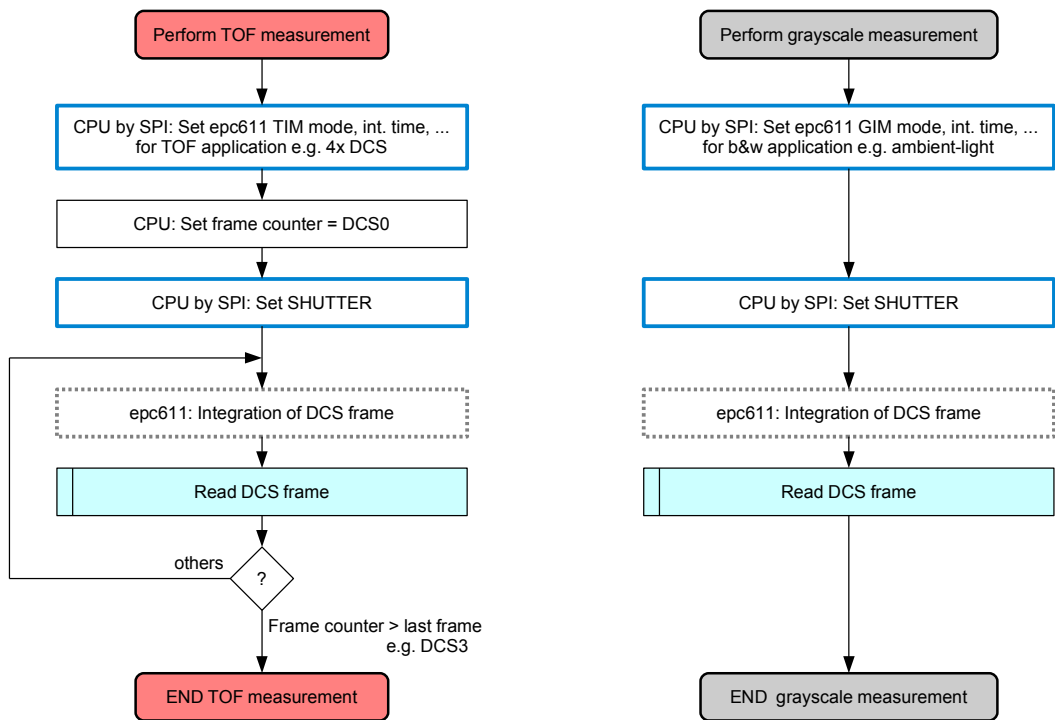 Perform TOF measurement
CPU by SPI: Set epc611 TIM mode, int. time, ...
for TOF application e.g. 4x DCS
CPU: Set frame counter = DCS0
CPU by SPI: Set SHUTTER
epc611: Integration of DCS frame
Read DCS frame
others
?
Frame counter > last frame
e.g. DCS3
END TOF measurement
Perform grayscale measurement
CPU by SPI: Set epc611 GIM mode, int. time, ...
for b&w application e.g. ambient-light
CPU by SPI: Set SHUTTER
epc611: Integration of DCS frame
Read DCS frame
END  grayscale measurement